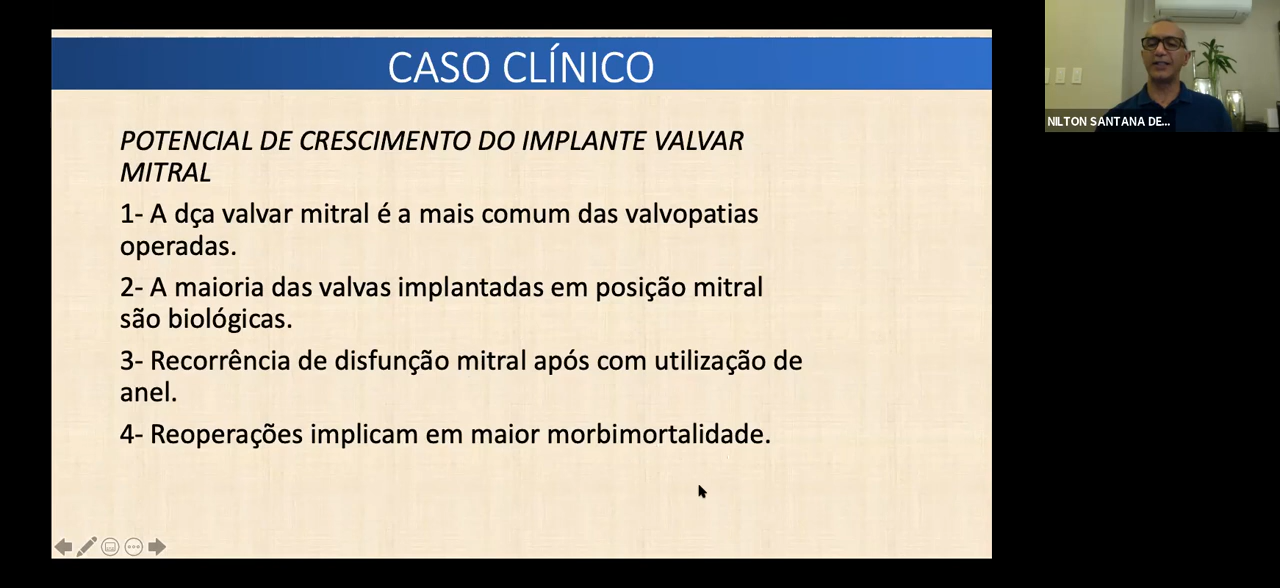 CASO CLÍNICO
POTENCIAL DE CRESCIMENTO DO IMPLANTE VALVAR
MITRAL
1- A dça valvar mitral é a mais comum das valvopatias
operadas.
2- A maioria das valvas implantadas em posição mitral
são biológicas.
3- Recorrência de disfunção mitral após com utilização de
anel.
4- Reoperações implicam em maior morbimortalidade.
NILTON SANTANA DE...